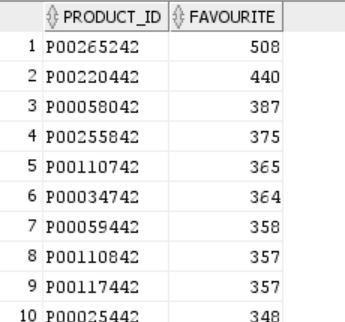 PRODUCT_ID FAVOURITE
1 P00265242 508
2 P00220442 440
3 P00058042 387
4 P00255842 375
5 P00110742 365
6 P00034742 364
7 P00059442 358
8 P00110842 357
9 P00117442 357
10 P00025442 348